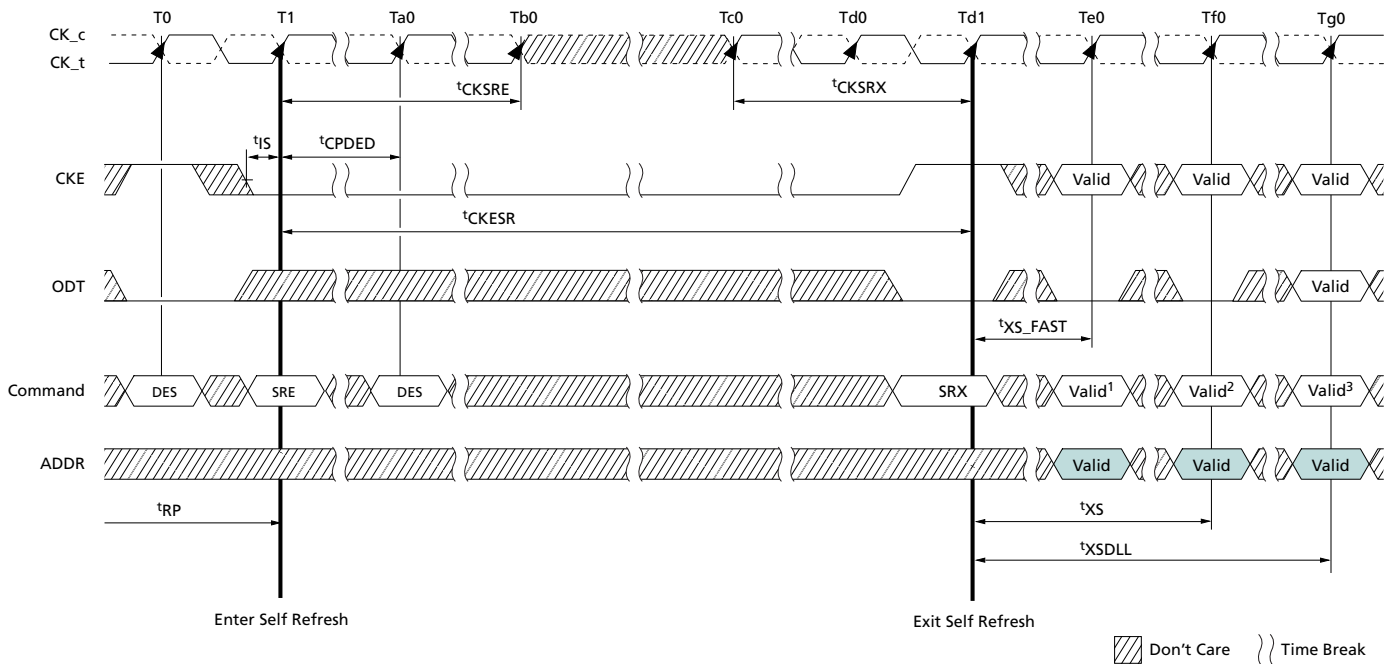 T0 T1 Ta0 Tb0 Tc0 Td0 Td1 Te0 Tf0 Tg0
CK_c
CK_t
tCKSRE tCKSRX
tIS tCPDED
CKE Valid Valid Valid
tCKESR
ODT Valid
tXS_FAST
Command DES SRE DES SRX Valid1 Valid2 Valid3
ADDR Valid Valid Valid
tRP tXS
tXSDLL
Enter Self Refresh Exit Self Refresh
Don't Care Time Break